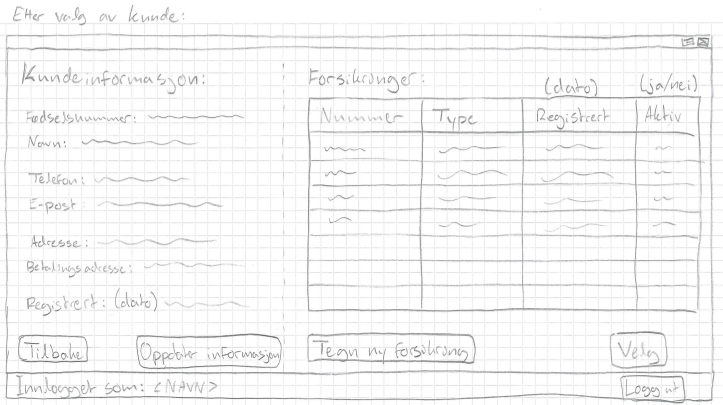 Etter valg av kunde:
Kundeinformasjon:
Fødselsnummer:
Navn:
Telefon:
E-post:
Adresse:
Betalingsadresse:
Registrert: (dato)
Tilbake
Oppdater informasjon
Forsikringer:
(dato) (ja/nei)
Nummer Type Registrert Aktiv
Tegn ny forsikring
Velg
Innlogget som: <NAVN>
Logg ut